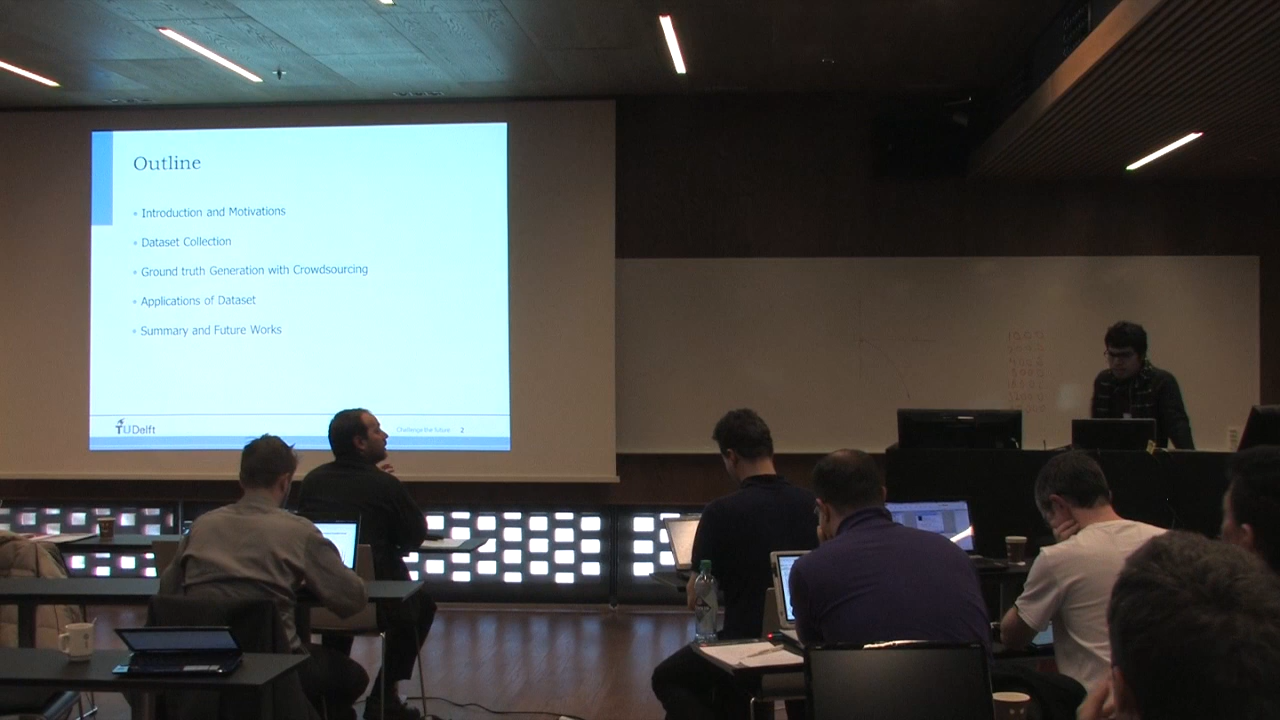 Outline
Introduction and Motivations
Dataset Collection
Ground truth Generation with Crowdsourcing
Applications of Dataset
Summary and Future Works
TUDelft
Challenge the future 2